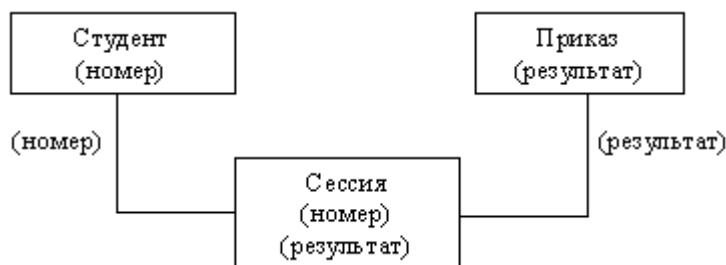 Студент
(номер)
Приказ
(результат)
(номер)
(результат)
Сессия
(номер)
(результат)